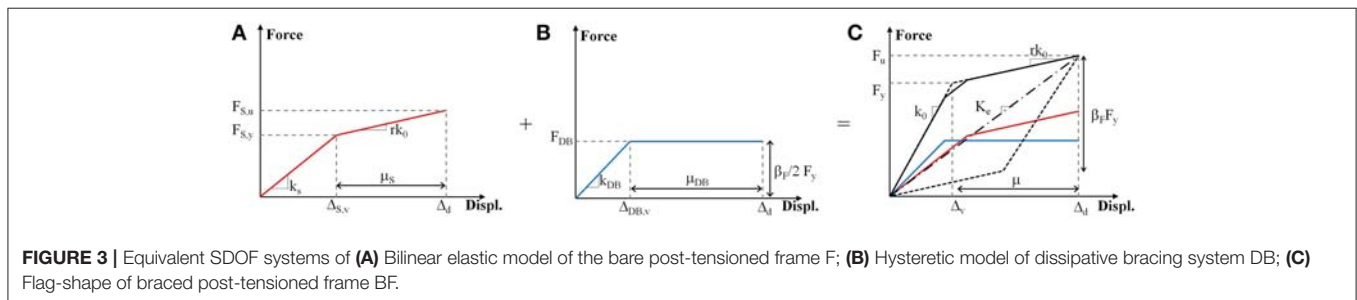 A
Force
F_S,u
F_S,y
k_s
rk_0
μ_S
Δ_S,y
Δ_d
Displ.
+
B
Force
F_DB
k_DB
μ_DB
β_F/2 F_y
Δ_DB,y
Δ_d
Displ.
=
C
Force
F_u
F_y
k_0
K_e
rk_0
β_F F_y
μ
Δ_y
Δ_d
Displ.
FIGURE 3 | Equivalent SDOF systems of (A) Bilinear elastic model of the bare post-tensioned frame F; (B) Hysteretic model of dissipative bracing system DB; (C)
Flag-shape of braced post-tensioned frame BF.